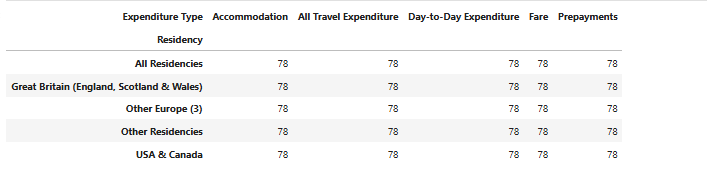 Expenditure Type Accommodation All Travel Expenditure Day-to-Day Expenditure Fare Prepayments
Residency
All Residencies 78 78 78 78 78
Great Britain (England, Scotland & Wales) 78 78 78 78 78
Other Europe (3) 78 78 78 78 78
Other Residencies 78 78 78 78 78
USA & Canada 78 78 78 78 78